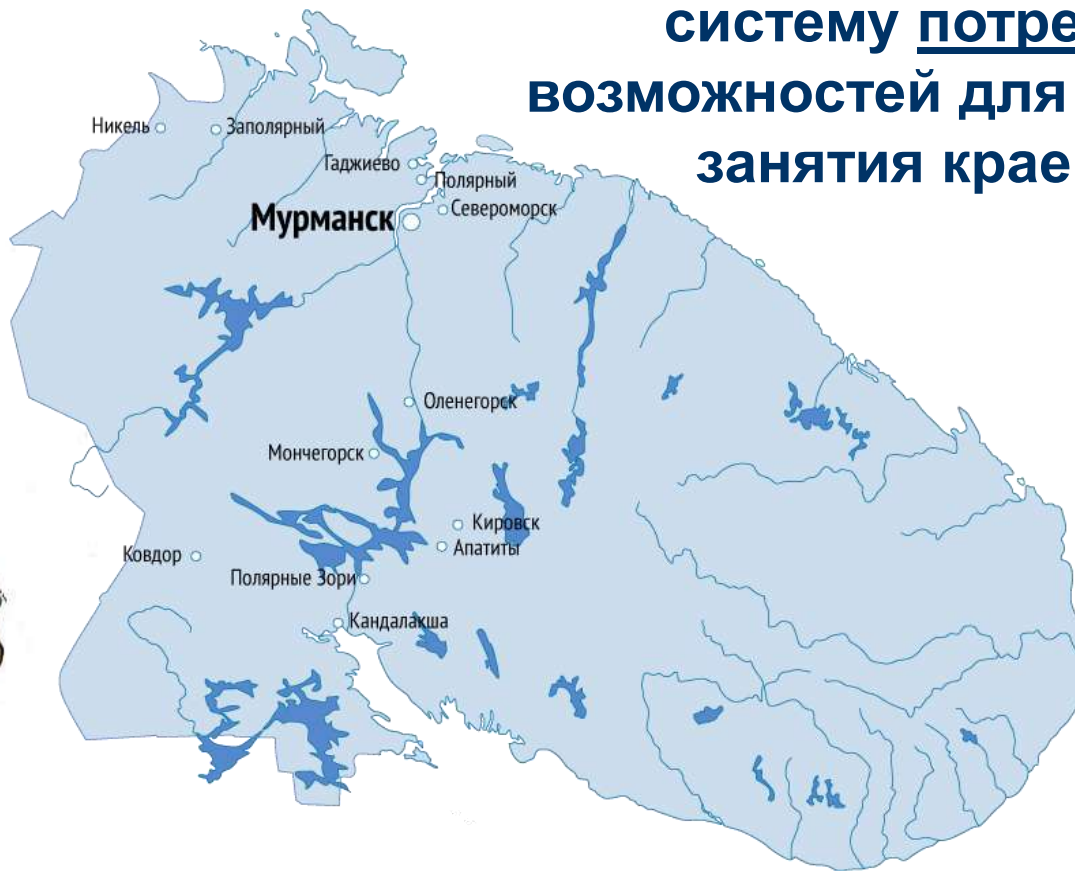 систему потре
возможностей для
занятия крае
Никель
Заполярный
Гаджиево
Полярный
Североморск
Мурманск
Оленегорск
Мончегорск
Кировск
Апатиты
Ковдор
Полярные Зори
Кандалакша